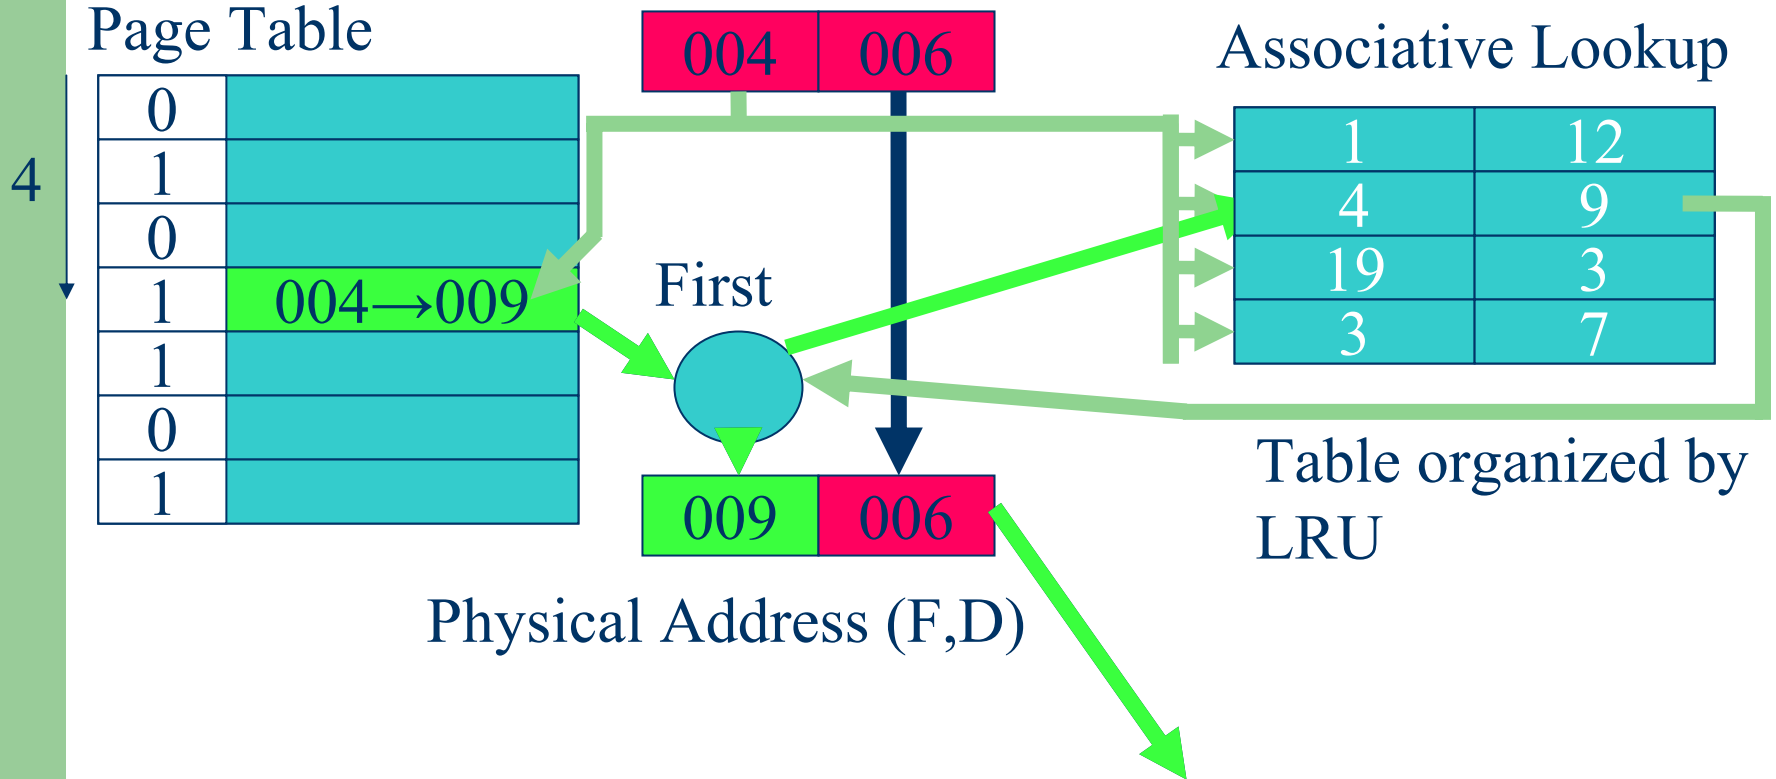 Page Table
004 006
Associative Lookup
4
0
1
0
1 004→009
1
0
1
First
1 12
4 9
19 3
3 7
009 006
Table organized by
LRU
Physical Address (F,D)